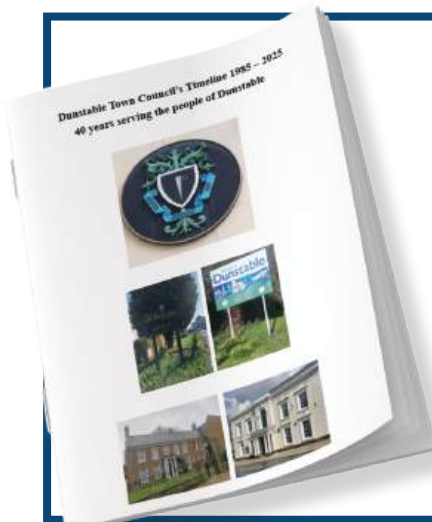 Dunstable Town Council's Timeline 1985 – 2025
40 years serving the people of Dunstable
Dunstable